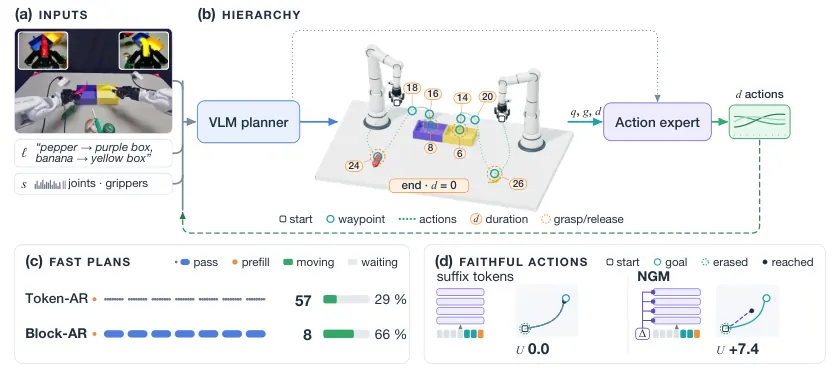 (a) INPUTS
(b) HIERARCHY
VLM planner
18
16
14
20
24
8
6
26
end · d = 0
q, g, d
Action expert
d actions
ℓ "pepper → purple box,
banana → yellow box"
s joints · grippers
start waypoint actions d duration grasp/release
(c) FAST PLANS
pass prefill moving waiting
Token-AR 57 29 %
Block-AR 8 66 %
(d) FAITHFUL ACTIONS
start goal erased reached
suffix tokens
U 0.0
NGM
Δ
U +7.4